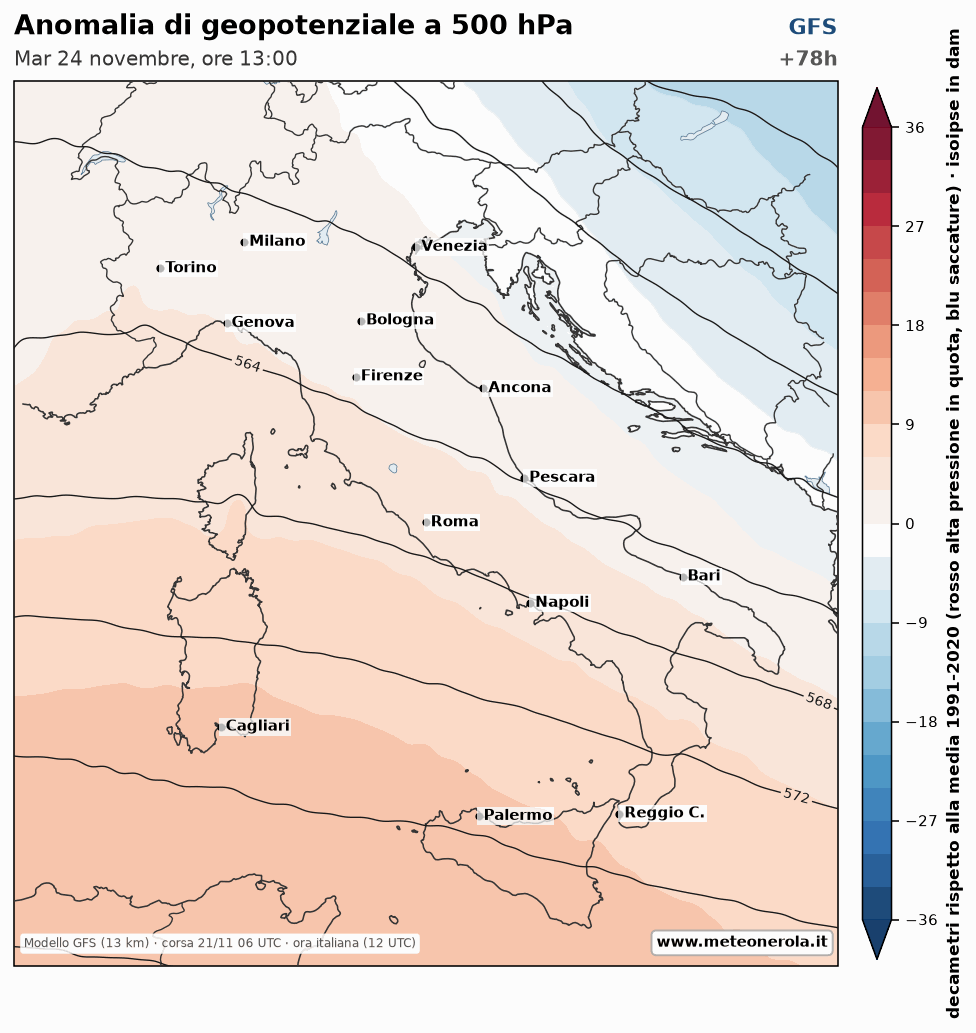 Anomalia di geopotenziale a 500 hPa
GFS
Mar 24 novembre, ore 13:00
+78h
Milano
Venezia
Torino
Genova
Bologna
564
Firenze
Ancona
Pescara
Roma
Bari
Napoli
568
Cagliari
572
Palermo
Reggio C.
Modello GFS (13 km) · corsa 21/11 06 UTC · ora italiana (12 UTC)
www.meteonerola.it
36
27
18
9
0
−9
−18
−27
−36
decametri rispetto alla media 1991-2020 (rosso alta pressione in quota, blu saccature) · isoipse in dam